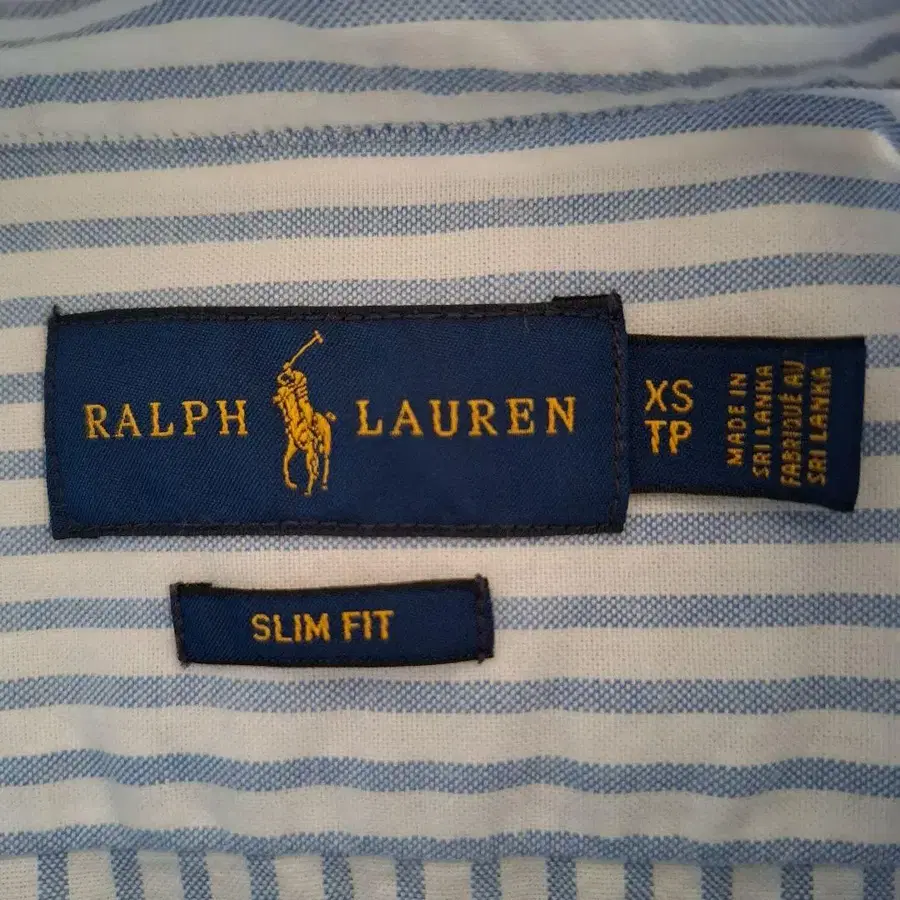 RALPH LAUREN
XS
TP
MADE IN
SRI LANKA
FABRIQUÉ AU
SRI LANKA
SLIM FIT